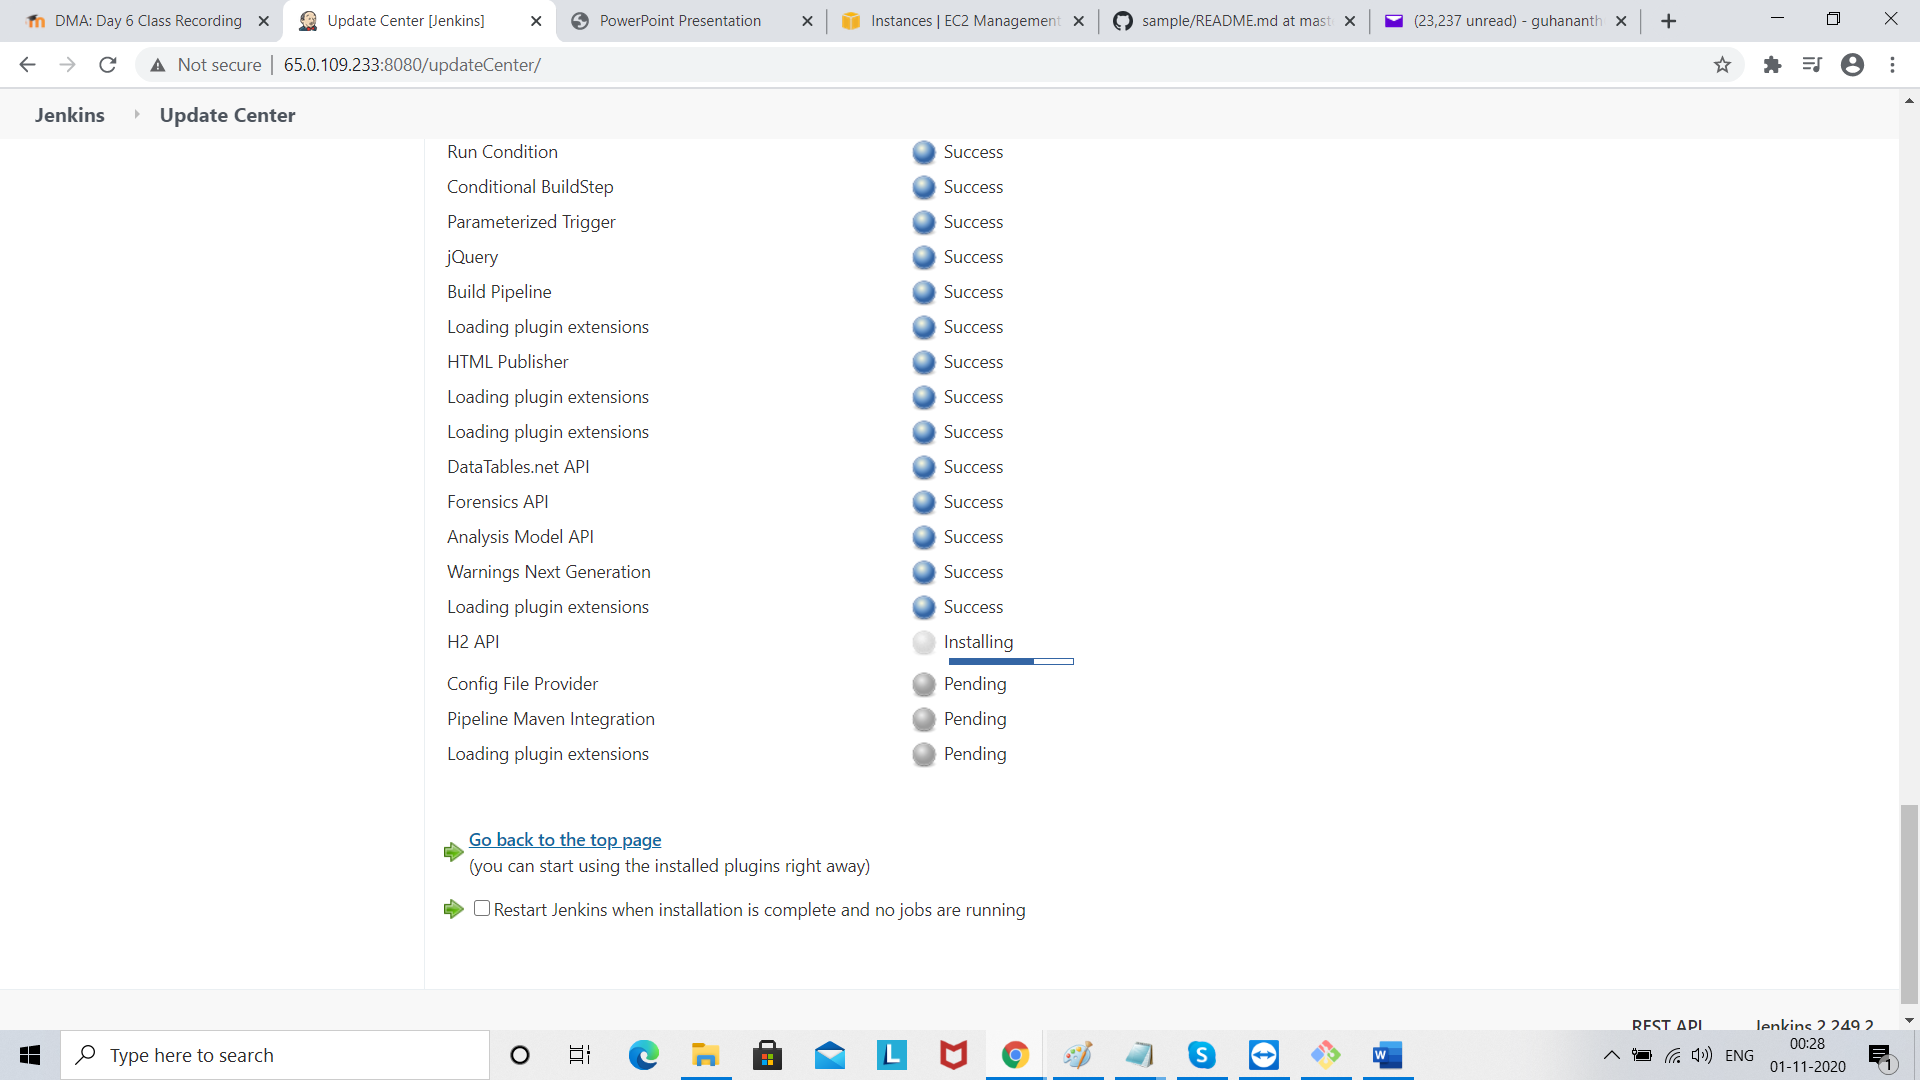 DMA: Day 6 Class Recording
Update Center [Jenkins]
PowerPoint Presentation
Instances | EC2 Management
sample/README.md at mast
(23,237 unread) - guhananth
Not secure
65.0.109.233:8080/updateCenter/
Jenkins
Update Center
Run Condition Success
Conditional BuildStep Success
Parameterized Trigger Success
jQuery Success
Build Pipeline Success
Loading plugin extensions Success
HTML Publisher Success
Loading plugin extensions Success
Loading plugin extensions Success
DataTables.net API Success
Forensics API Success
Analysis Model API Success
Warnings Next Generation Success
Loading plugin extensions Success
H2 API Installing
Config File Provider Pending
Pipeline Maven Integration Pending
Loading plugin extensions Pending
Go back to the top page
(you can start using the installed plugins right away)
Restart Jenkins when installation is complete and no jobs are running
REST API Jenkins 2.249.2
Type here to search
L
W
S
ENG
00:28
01-11-2020
1